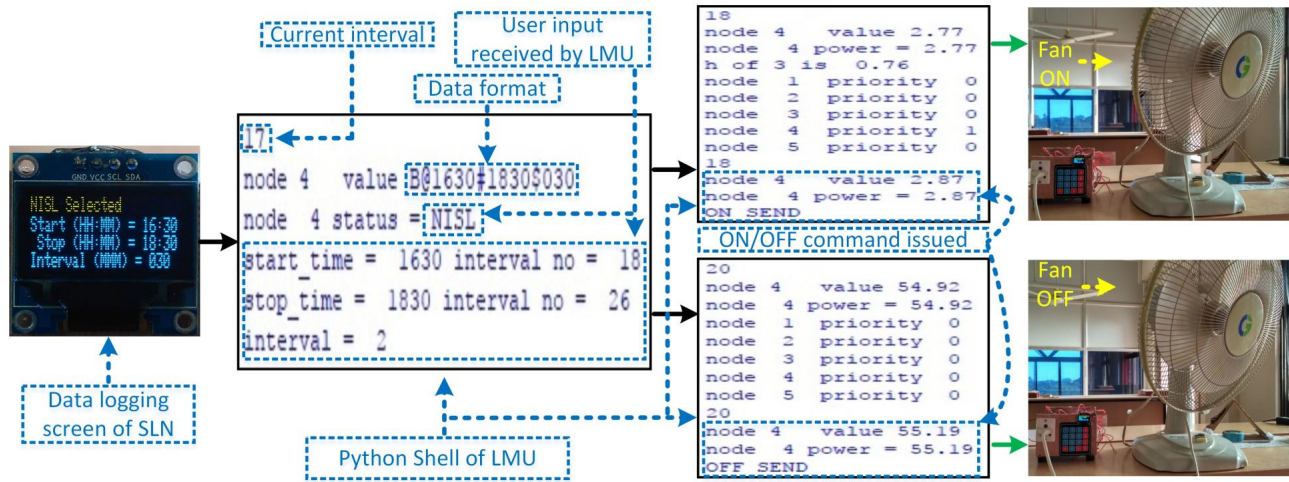 Current interval
User input
received by LMU
Data format
GND VCC SCL SDA
NISL Selected
Start (HH:MM) = 16:30
Stop (HH:MM) = 18:30
Interval (MMM) = 030
Data logging
screen of SLN
17
node 4 value B@1630#1830$030
node 4 status = NISL
start_time = 1630 interval no = 18
stop_time = 1830 interval no = 26
interval = 2
Python Shell of LMU
18
node 4 value 2.77
node 4 power = 2.77
h of 3 is 0.76
node 1 priority 0
node 2 priority 0
node 3 priority 0
node 4 priority 1
node 5 priority 0
18
node 4 value 2.87
node 4 power = 2.87
ON SEND
ON/OFF command issued
20
node 4 value 54.92
node 4 power = 54.92
node 1 priority 0
node 2 priority 0
node 3 priority 0
node 4 priority 0
node 5 priority 0
20
node 4 value 55.19
node 4 power = 55.19
OFF SEND
Fan
ON
Fan
OFF